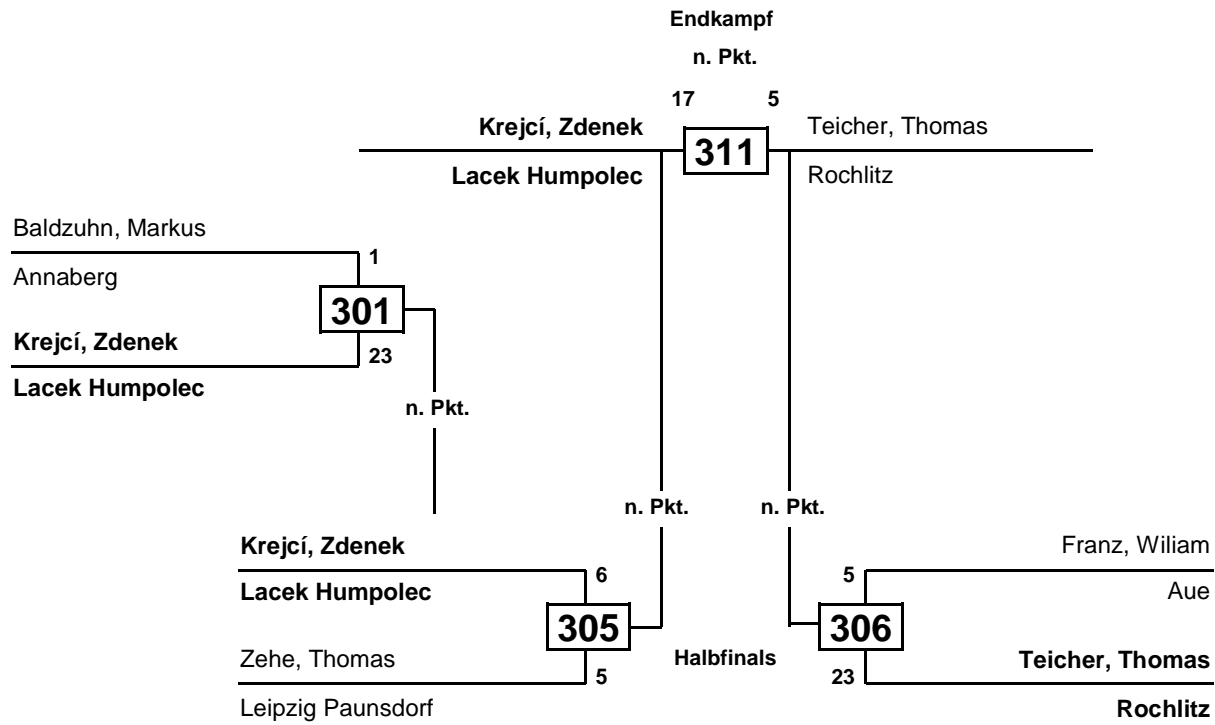 Endkampf
n. Pkt.
17 5
Krejcí, Zdenek 311 Teicher, Thomas
Lacek Humpolec Rochlitz
Baldzuhn, Markus
1
Annaberg
301
Krejcí, Zdenek
23
Lacek Humpolec
n. Pkt.
n. Pkt. n. Pkt.
Krejcí, Zdenek Franz, Wiliam
6 5
Lacek Humpolec Aue
305 306
Zehe, Thomas Halbfinals Teicher, Thomas
5 23
Leipzig Paunsdorf Rochlitz